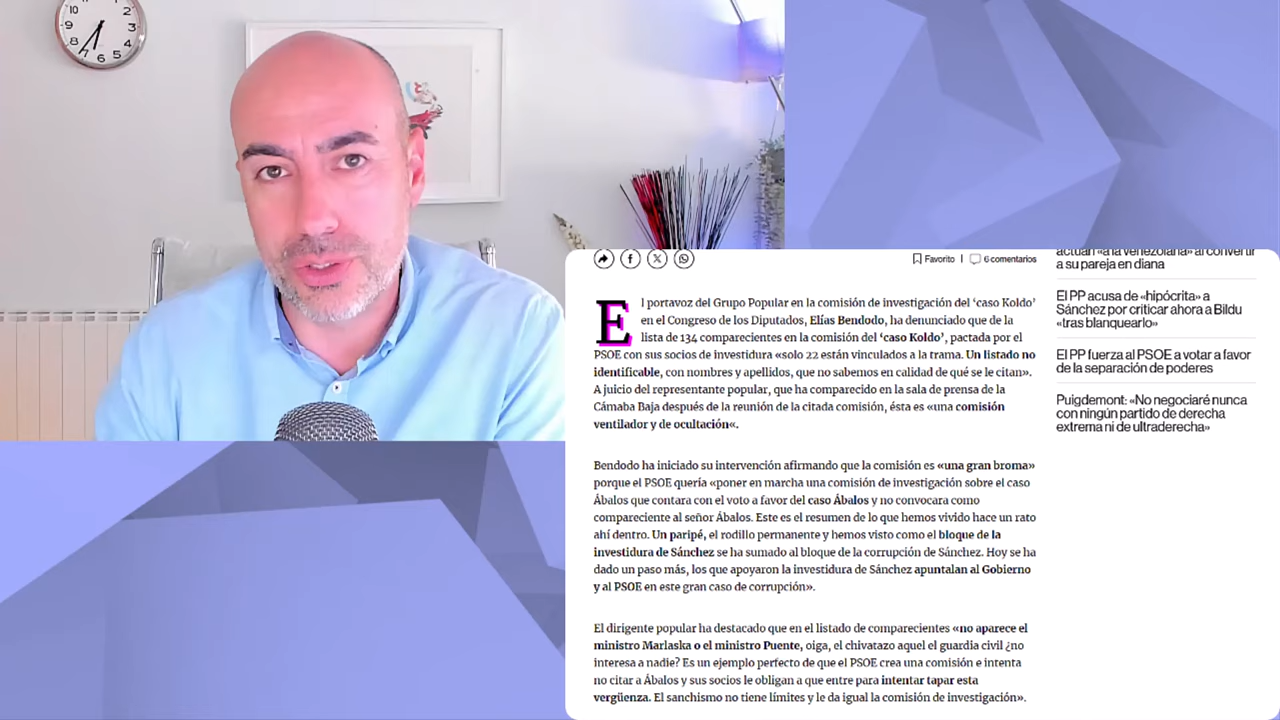 10
12
2
9
3
8
4
7
6
5
Favorito | 6 comentarios
El portavoz del Grupo Popular en la comisión de investigación del ‘caso Koldo’
en el Congreso de los Diputados, Elías Bendodo, ha denunciado que de la
lista de 134 comparecientes en la comisión del ‘caso Koldo’, pactada por el
PSOE con sus socios de investidura «solo 22 están vinculados a la trama. Un listado no
identificable, con nombres y apellidos, que no sabemos en calidad de qué se le citan».
A juicio del representante popular, que ha comparecido en la sala de prensa de la
Cámaba Baja después de la reunión de la citada comisión, ésta es «una comisión
ventilador y de ocultación«.
Bendodo ha iniciado su intervención afirmando que la comisión es «una gran broma»
porque el PSOE quería «poner en marcha una comisión de investigación sobre el caso
Ábalos que contara con el voto a favor del caso Ábalos y no convocara como
compareciente al señor Ábalos. Este es el resumen de lo que hemos vivido hace un rato
ahí dentro. Un paripé, el rodillo permanente y hemos visto como el bloque de la
investidura de Sánchez se ha sumado al bloque de la corrupción de Sánchez. Hoy se ha
dado un paso más, los que apoyaron la investidura de Sánchez apuntalan al Gobierno
y al PSOE en este gran caso de corrupción».
El dirigente popular ha destacado que en el listado de comparecientes «no aparece el
ministro Marlaska o el ministro Puente, oiga, el chivatazo aquel el guardia civil ¿no
interesa a nadie? Es un ejemplo perfecto de que el PSOE crea una comisión e intenta
no citar a Ábalos y sus socios le obligan a que entre para intentar tapar esta
vergüenza. El sanchismo no tiene límites y le da igual la comisión de investigación».
actúan «a la venezolana» al convertir
a su pareja en diana
El PP acusa de «hipócrita» a
Sánchez por criticar ahora a Bildu
«tras blanquearlo»
El PP fuerza al PSOE a votar a favor
de la separación de poderes
Puigdemont: «No negociaré nunca
con ningún partido de derecha
extrema ni de ultraderecha»